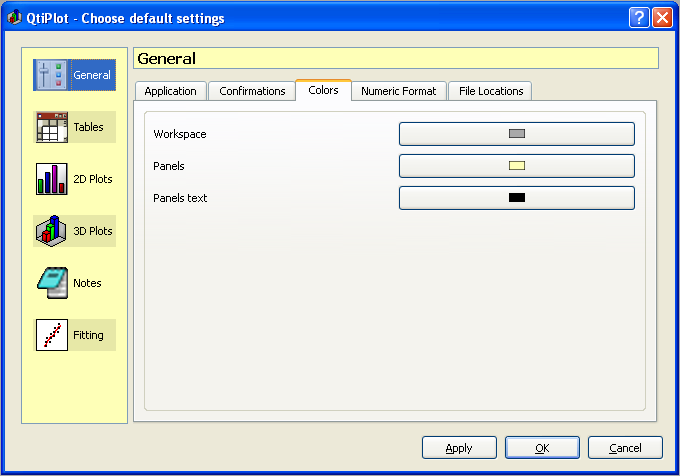 QtiPlot - Choose default settings
General
Tables
2D Plots
3D Plots
Notes
Fitting
General
Application Confirmations Colors Numeric Format File Locations
Workspace
Panels
Panels text
Apply OK Cancel